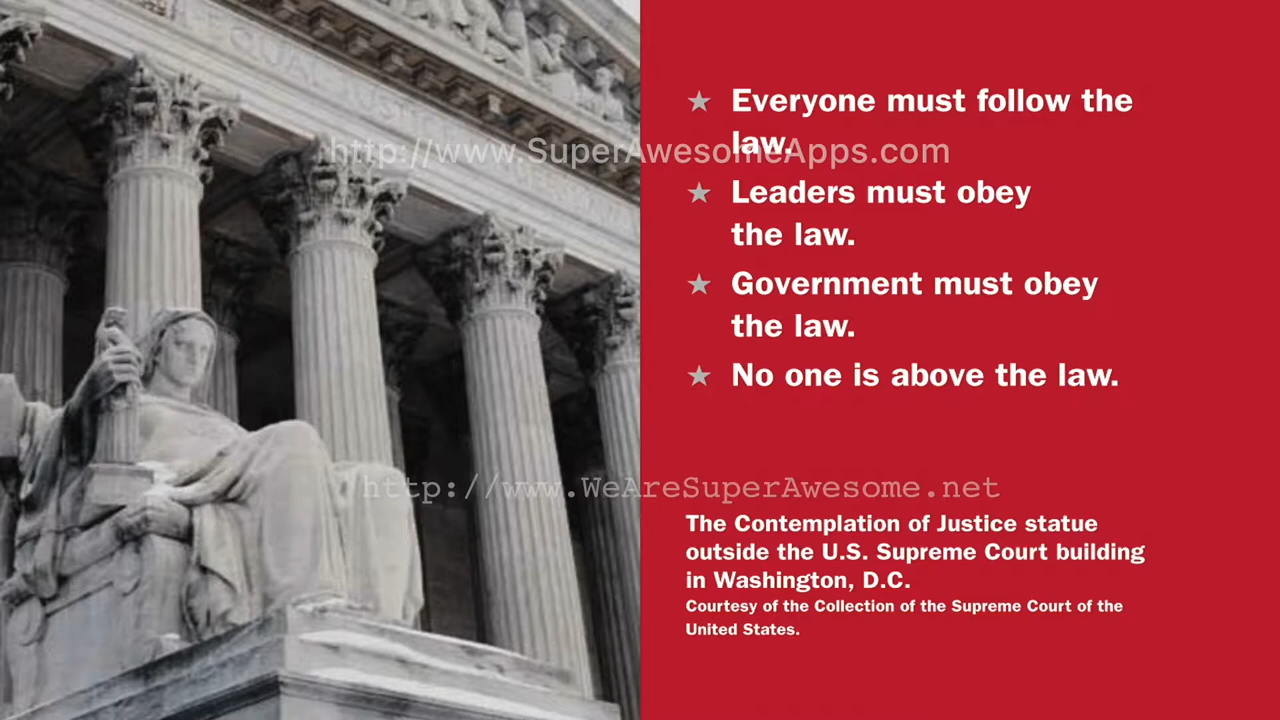 EQUAL
★ Everyone must follow the
law.
http://www.SuperAwesomeApps.com
★ Leaders must obey
the law.
★ Government must obey
the law.
★ No one is above the law.
http://www.WeAreSuperAwesome.net
The Contemplation of Justice statue
outside the U.S. Supreme Court building
in Washington, D.C.
Courtesy of the Collection of the Supreme Court of the
United States.